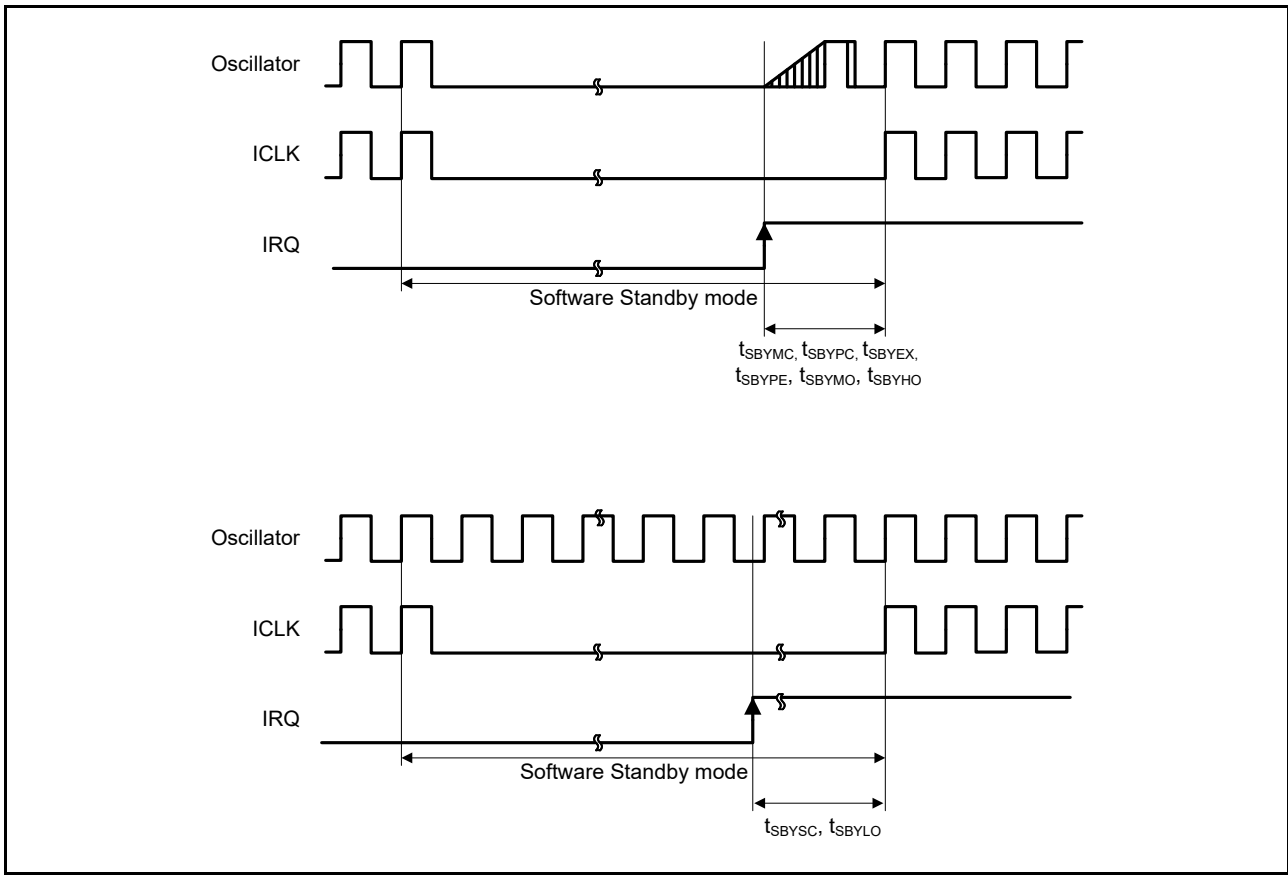 Oscillator
ICLK
IRQ
Software Standby mode
tSBYMC, tSBYPC, tSBYEX,
tSBYPE, tSBYMO, tSBYHO
Oscillator
ICLK
IRQ
Software Standby mode
tSBYSC, tSBYLO